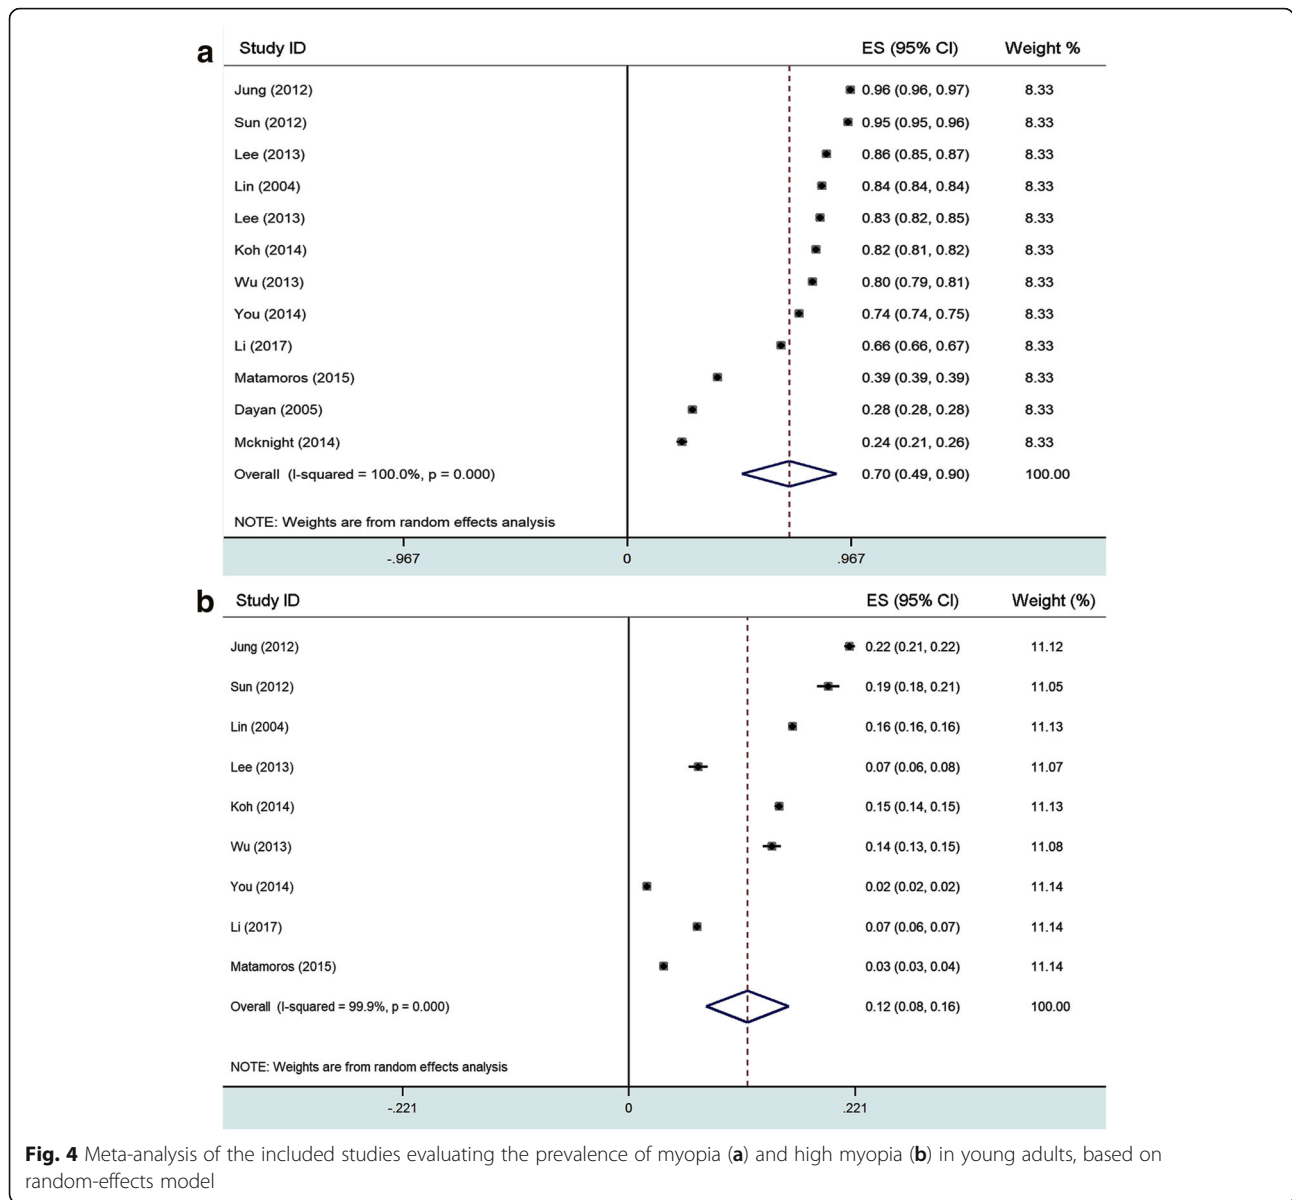 a Study ID ES (95% CI) Weight %
Jung (2012) 0.96 (0.96, 0.97) 8.33
Sun (2012) 0.95 (0.95, 0.96) 8.33
Lee (2013) 0.86 (0.85, 0.87) 8.33
Lin (2004) 0.84 (0.84, 0.84) 8.33
Lee (2013) 0.83 (0.82, 0.85) 8.33
Koh (2014) 0.82 (0.81, 0.82) 8.33
Wu (2013) 0.80 (0.79, 0.81) 8.33
You (2014) 0.74 (0.74, 0.75) 8.33
Li (2017) 0.66 (0.66, 0.67) 8.33
Matamoros (2015) 0.39 (0.39, 0.39) 8.33
Dayan (2005) 0.28 (0.28, 0.28) 8.33
Mcknight (2014) 0.24 (0.21, 0.26) 8.33
Overall (I-squared = 100.0%, p = 0.000) 0.70 (0.49, 0.90) 100.00
NOTE: Weights are from random effects analysis
-.967 0 .967
b Study ID ES (95% CI) Weight (%)
Jung (2012) 0.22 (0.21, 0.22) 11.12
Sun (2012) 0.19 (0.18, 0.21) 11.05
Lin (2004) 0.16 (0.16, 0.16) 11.13
Lee (2013) 0.07 (0.06, 0.08) 11.07
Koh (2014) 0.15 (0.14, 0.15) 11.13
Wu (2013) 0.14 (0.13, 0.15) 11.08
You (2014) 0.02 (0.02, 0.02) 11.14
Li (2017) 0.07 (0.06, 0.07) 11.14
Matamoros (2015) 0.03 (0.03, 0.04) 11.14
Overall (I-squared = 99.9%, p = 0.000) 0.12 (0.08, 0.16) 100.00
NOTE: Weights are from random effects analysis
-.221 0 .221
Fig. 4 Meta-analysis of the included studies evaluating the prevalence of myopia (a) and high myopia (b) in young adults, based on
random-effects model